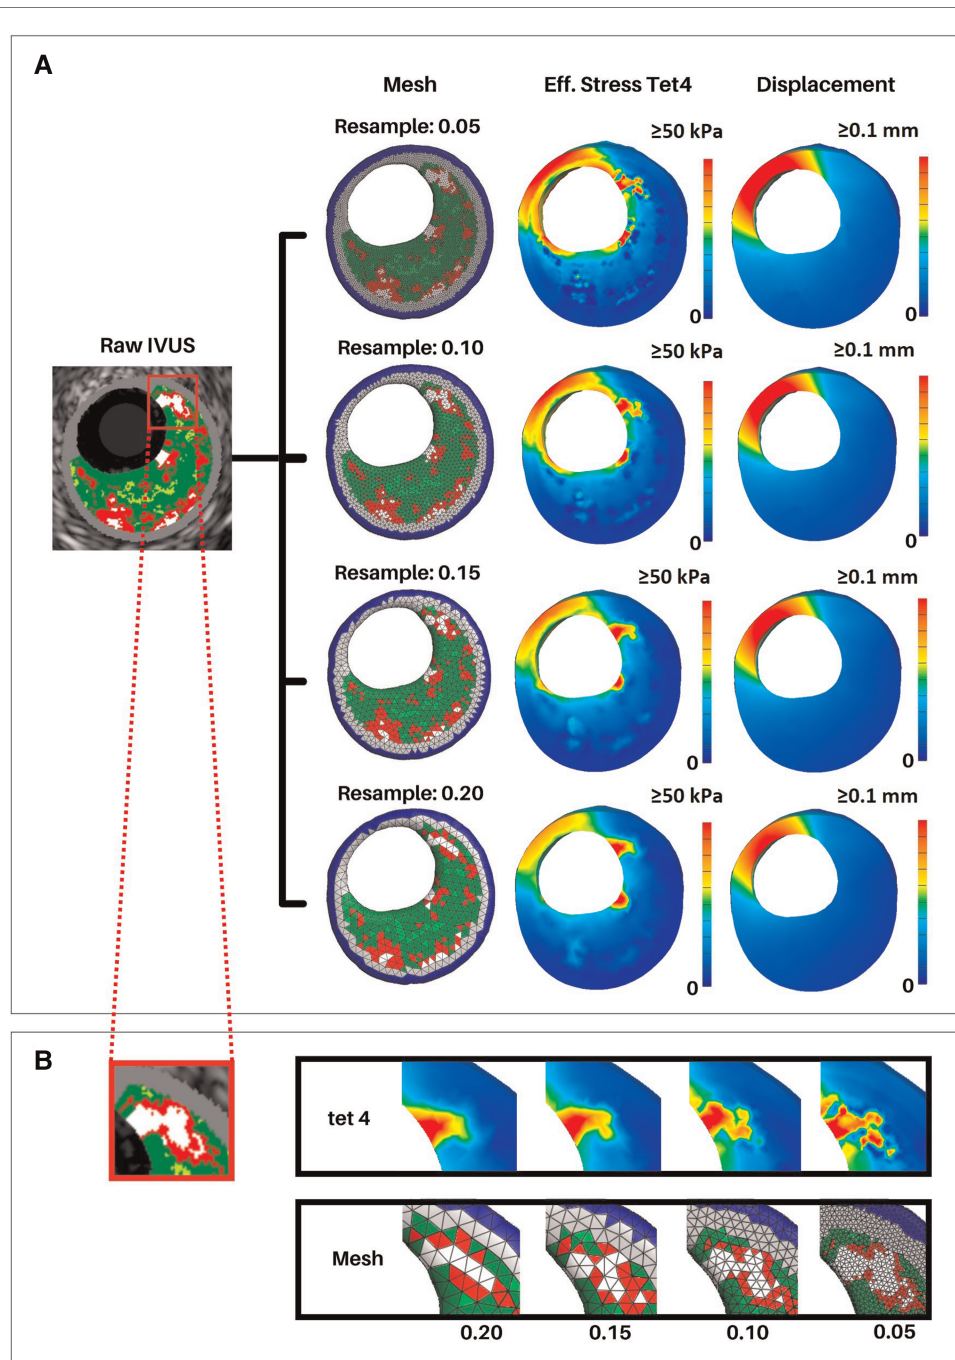 A
Mesh Eff. Stress Tet4 Displacement
Resample: 0.05 ≥50 kPa ≥0.1 mm
0 0
Raw IVUS
Resample: 0.10 ≥50 kPa ≥0.1 mm
0 0
Resample: 0.15 ≥50 kPa ≥0.1 mm
0 0
Resample: 0.20 ≥50 kPa ≥0.1 mm
0 0
B
tet 4
Mesh
0.20 0.15 0.10 0.05